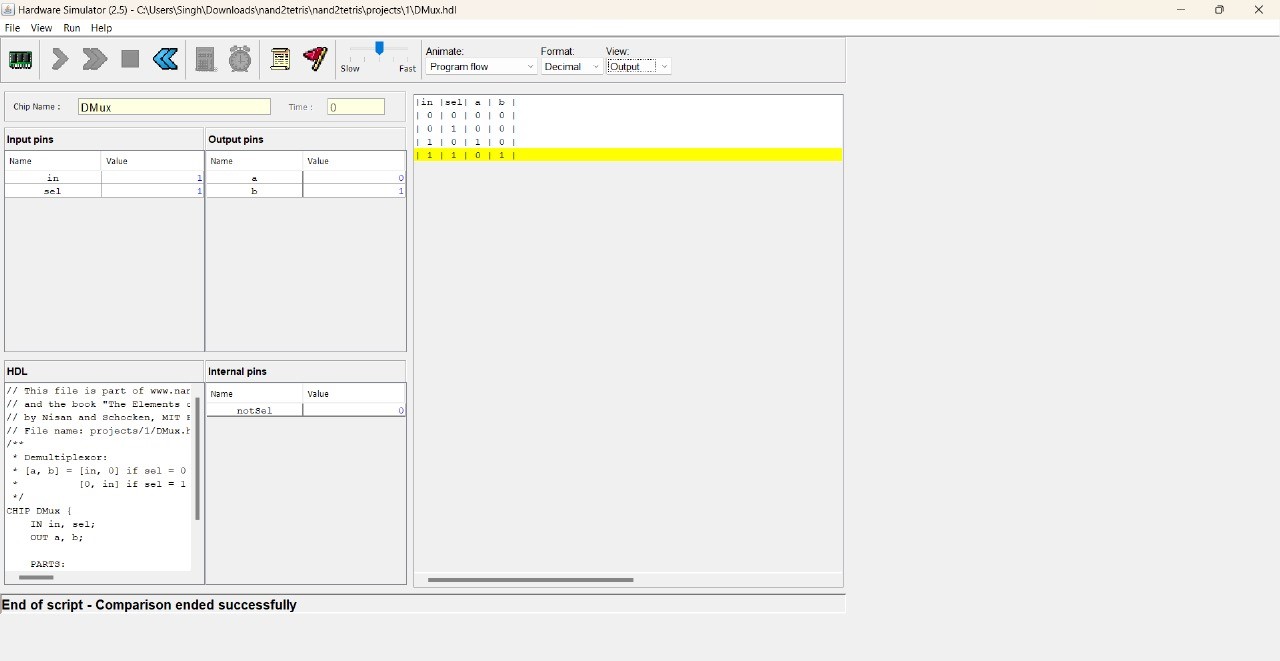 Hardware Simulator (2.5) - C:\Users\Singh\Downloads\nand2tetris\nand2tetris\projects\1\DMux.hdl
File View Run Help
Slow Fast
Animate:
Program flow
Format:
Decimal
View:
Output
Chip Name : DMux Time : 0
Input pins
Name Value
in 1
sel 1
Output pins
Name Value
a 0
b 1
HDL
// This file is part of www.nan
// and the book "The Elements o
// by Nisan and Schocken, MIT P
// File name: projects/1/DMux.h
/**
* Demultiplexor:
* [a, b] = [in, 0] if sel = 0
* [0, in] if sel = 1
*/
CHIP DMux {
IN in, sel;
OUT a, b;
PARTS:
Internal pins
Name Value
notSel 0
|in |sel| a | b |
| 0 | 0 | 0 | 0 |
| 0 | 1 | 0 | 0 |
| 1 | 0 | 1 | 0 |
| 1 | 1 | 0 | 1 |
End of script - Comparison ended successfully